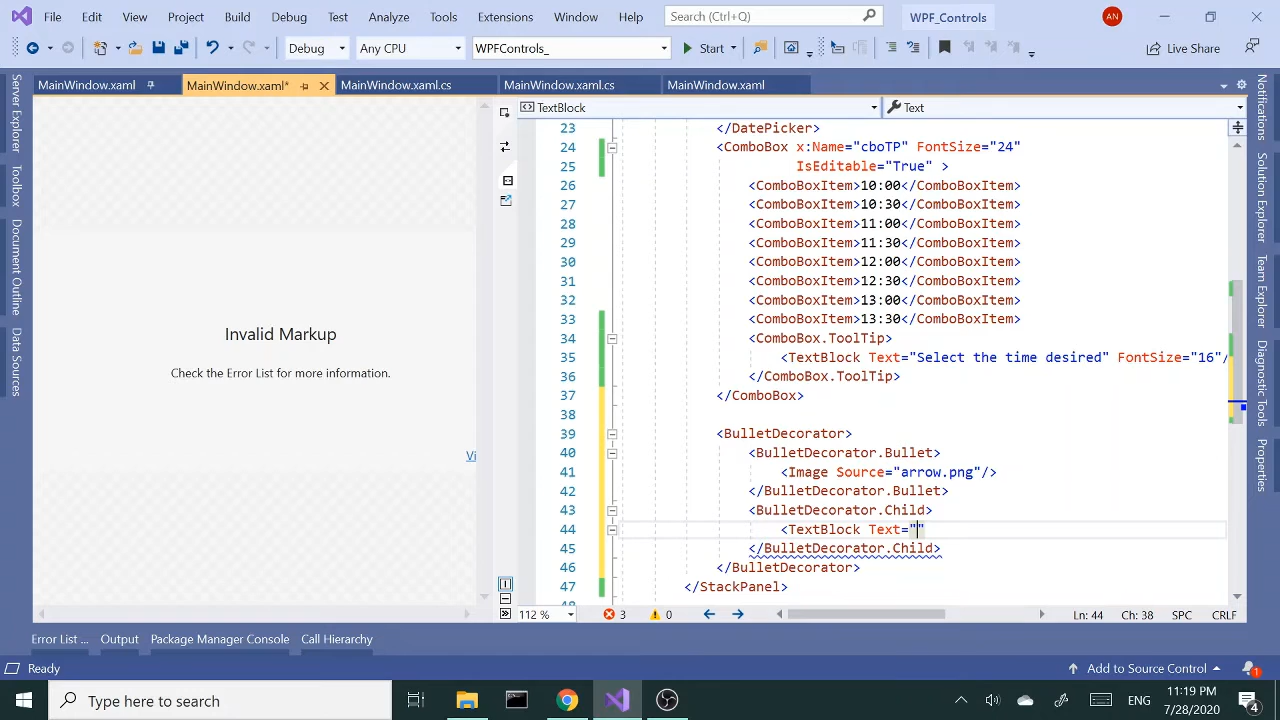 File Edit View Git Project Build Debug Test Analyze Tools Extensions Window Help Search (Ctrl+Q) WPF_Controls AN
Debug Any CPU WPFControls_ Start Live Share
MainWindow.xaml MainWindow.xaml* MainWindow.xaml.cs MainWindow.xaml.cs MainWindow.xaml
TextBlock Text
Server Explorer
Toolbox
Document Outline
Data Sources
Invalid Markup
Check the Error List for more information.
Vi
23 </DatePicker>
24 <ComboBox x:Name="cboTP" FontSize="24"
25 IsEditable="True" >
26 <ComboBoxItem>10:00</ComboBoxItem>
27 <ComboBoxItem>10:30</ComboBoxItem>
28 <ComboBoxItem>11:00</ComboBoxItem>
29 <ComboBoxItem>11:30</ComboBoxItem>
30 <ComboBoxItem>12:00</ComboBoxItem>
31 <ComboBoxItem>12:30</ComboBoxItem>
32 <ComboBoxItem>13:00</ComboBoxItem>
33 <ComboBoxItem>13:30</ComboBoxItem>
34 <ComboBox.ToolTip>
35 <TextBlock Text="Select the time desired" FontSize="16"/
36 </ComboBox.ToolTip>
37 </ComboBox>
38
39 <BulletDecorator>
40 <BulletDecorator.Bullet>
41 <Image Source="arrow.png"/>
42 </BulletDecorator.Bullet>
43 <BulletDecorator.Child>
44 <TextBlock Text=""
45 </BulletDecorator.Child>
46 </BulletDecorator>
47 </StackPanel>
Notifications
Solution Explorer
Team Explorer
Diagnostic Tools
Properties
112 % 3 0 Ln: 44 Ch: 38 SPC CRLF
Error List ... Output Package Manager Console Call Hierarchy
Ready Add to Source Control 1
Type here to search ENG 11:19 PM 4
7/28/2020